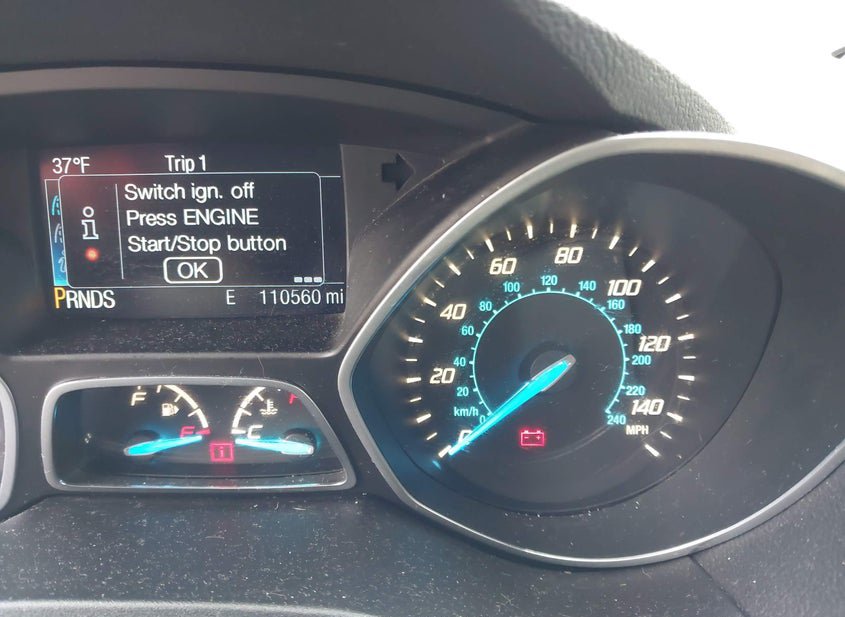 37°F Trip 1
Switch ign. off
Press ENGINE
Start/Stop button
OK
PRNDS E 110560 mi
F
E
C
0 20 40 60 80 100 120 140
MPH
km/h
0 20 40 60 80 100 120 140 160 180 200 220 240